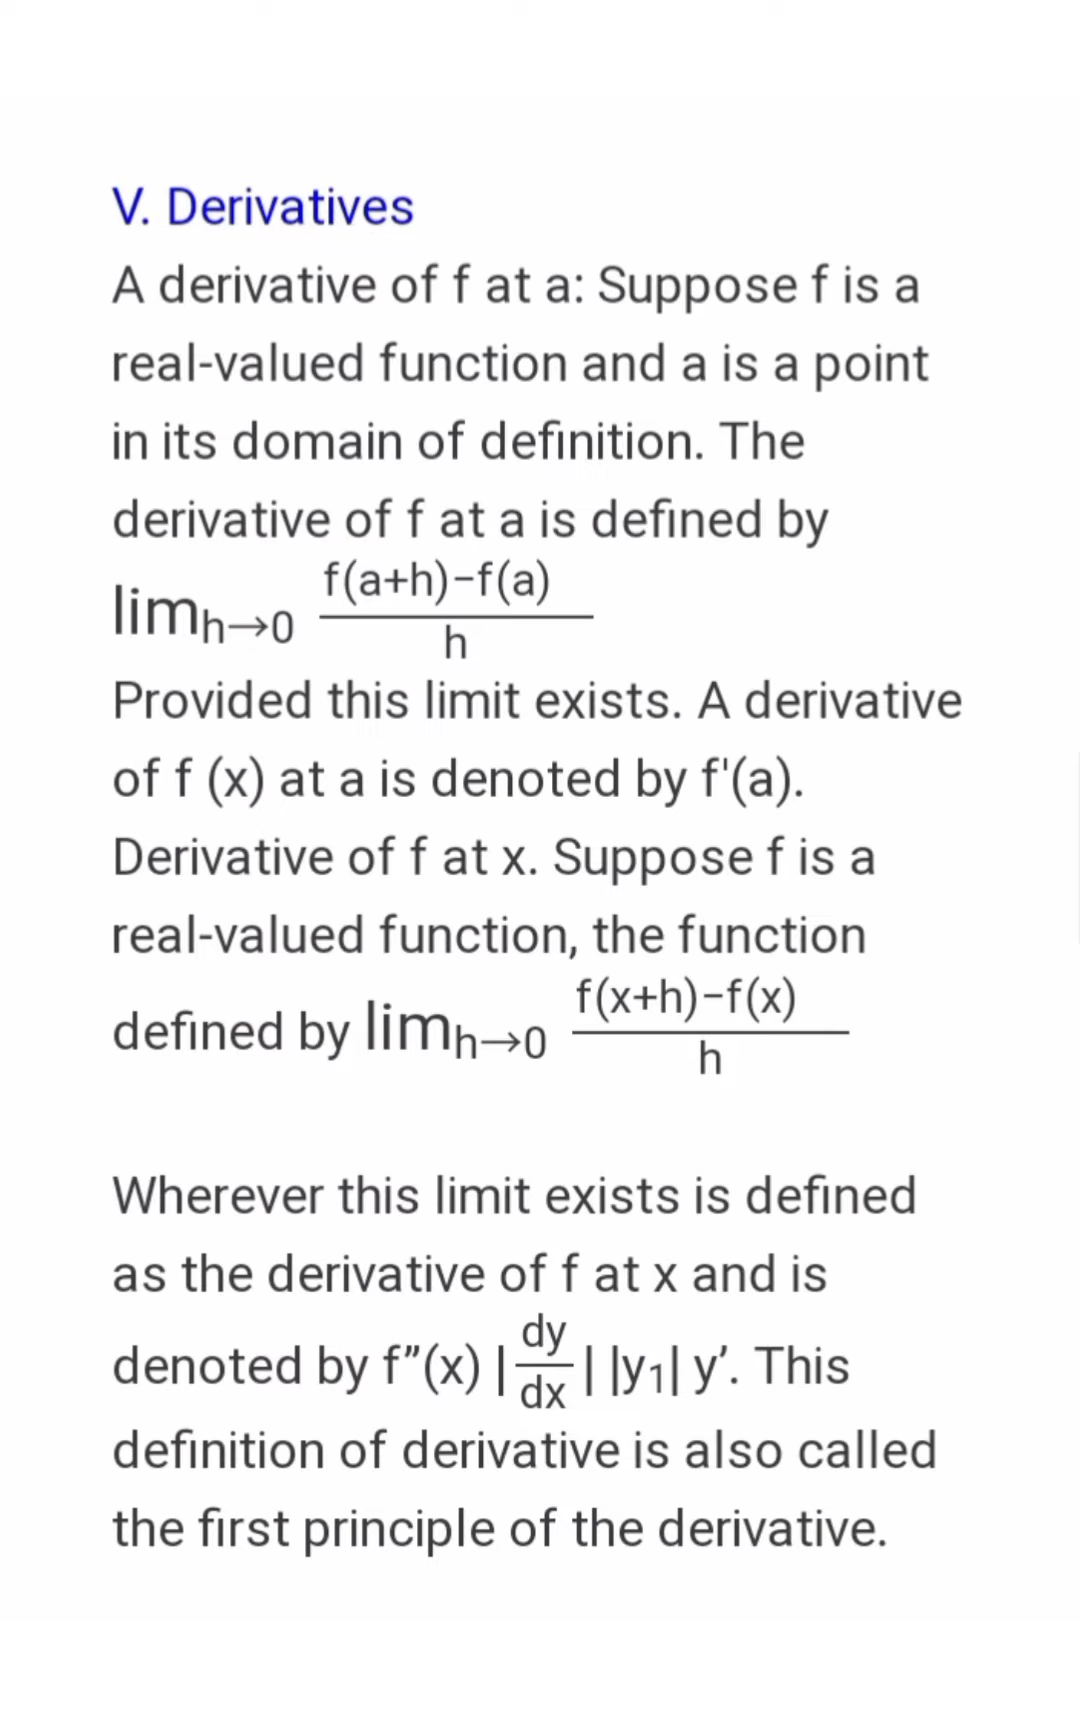 V. Derivatives
A derivative of f at a: Suppose f is a
real-valued function and a is a point
in its domain of definition. The
derivative of f at a is defined by
lim h→0 f(a+h)−f(a) / h
Provided this limit exists. A derivative
of f (x) at a is denoted by f'(a).
Derivative of f at x. Suppose f is a
real-valued function, the function
defined by lim h→0 f(x+h)−f(x) / h
Wherever this limit exists is defined
as the derivative of f at x and is
denoted by f”(x) | dy/dx | |y₁| y’. This
definition of derivative is also called
the first principle of the derivative.